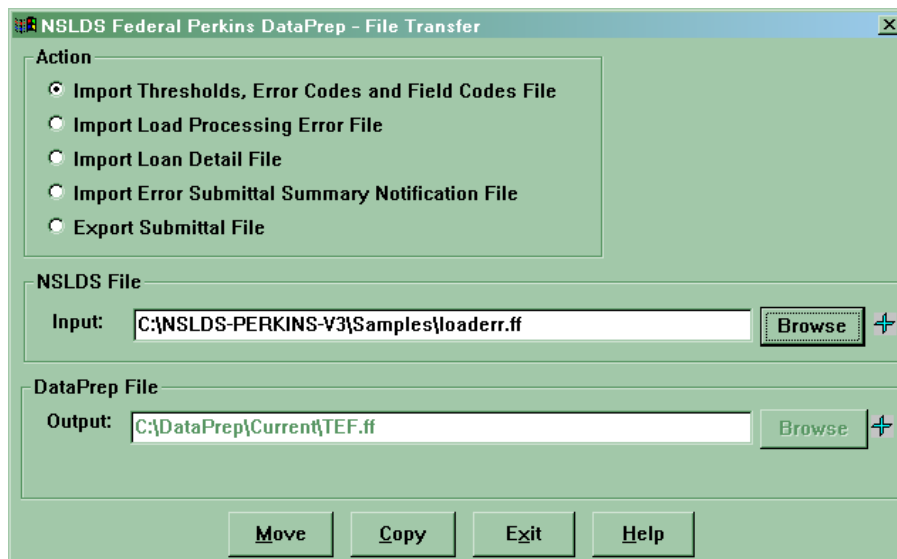 NSLDS Federal Perkins DataPrep - File Transfer
Action
Import Thresholds, Error Codes and Field Codes File
Import Load Processing Error File
Import Loan Detail File
Import Error Submittal Summary Notification File
Export Submittal File
NSLDS File
Input: C:\NSLDS-PERKINS-V3\Samples\loaderr.ff Browse
DataPrep File
Output: C:\DataPrep\Current\TEF.ff Browse
Move Copy Exit Help